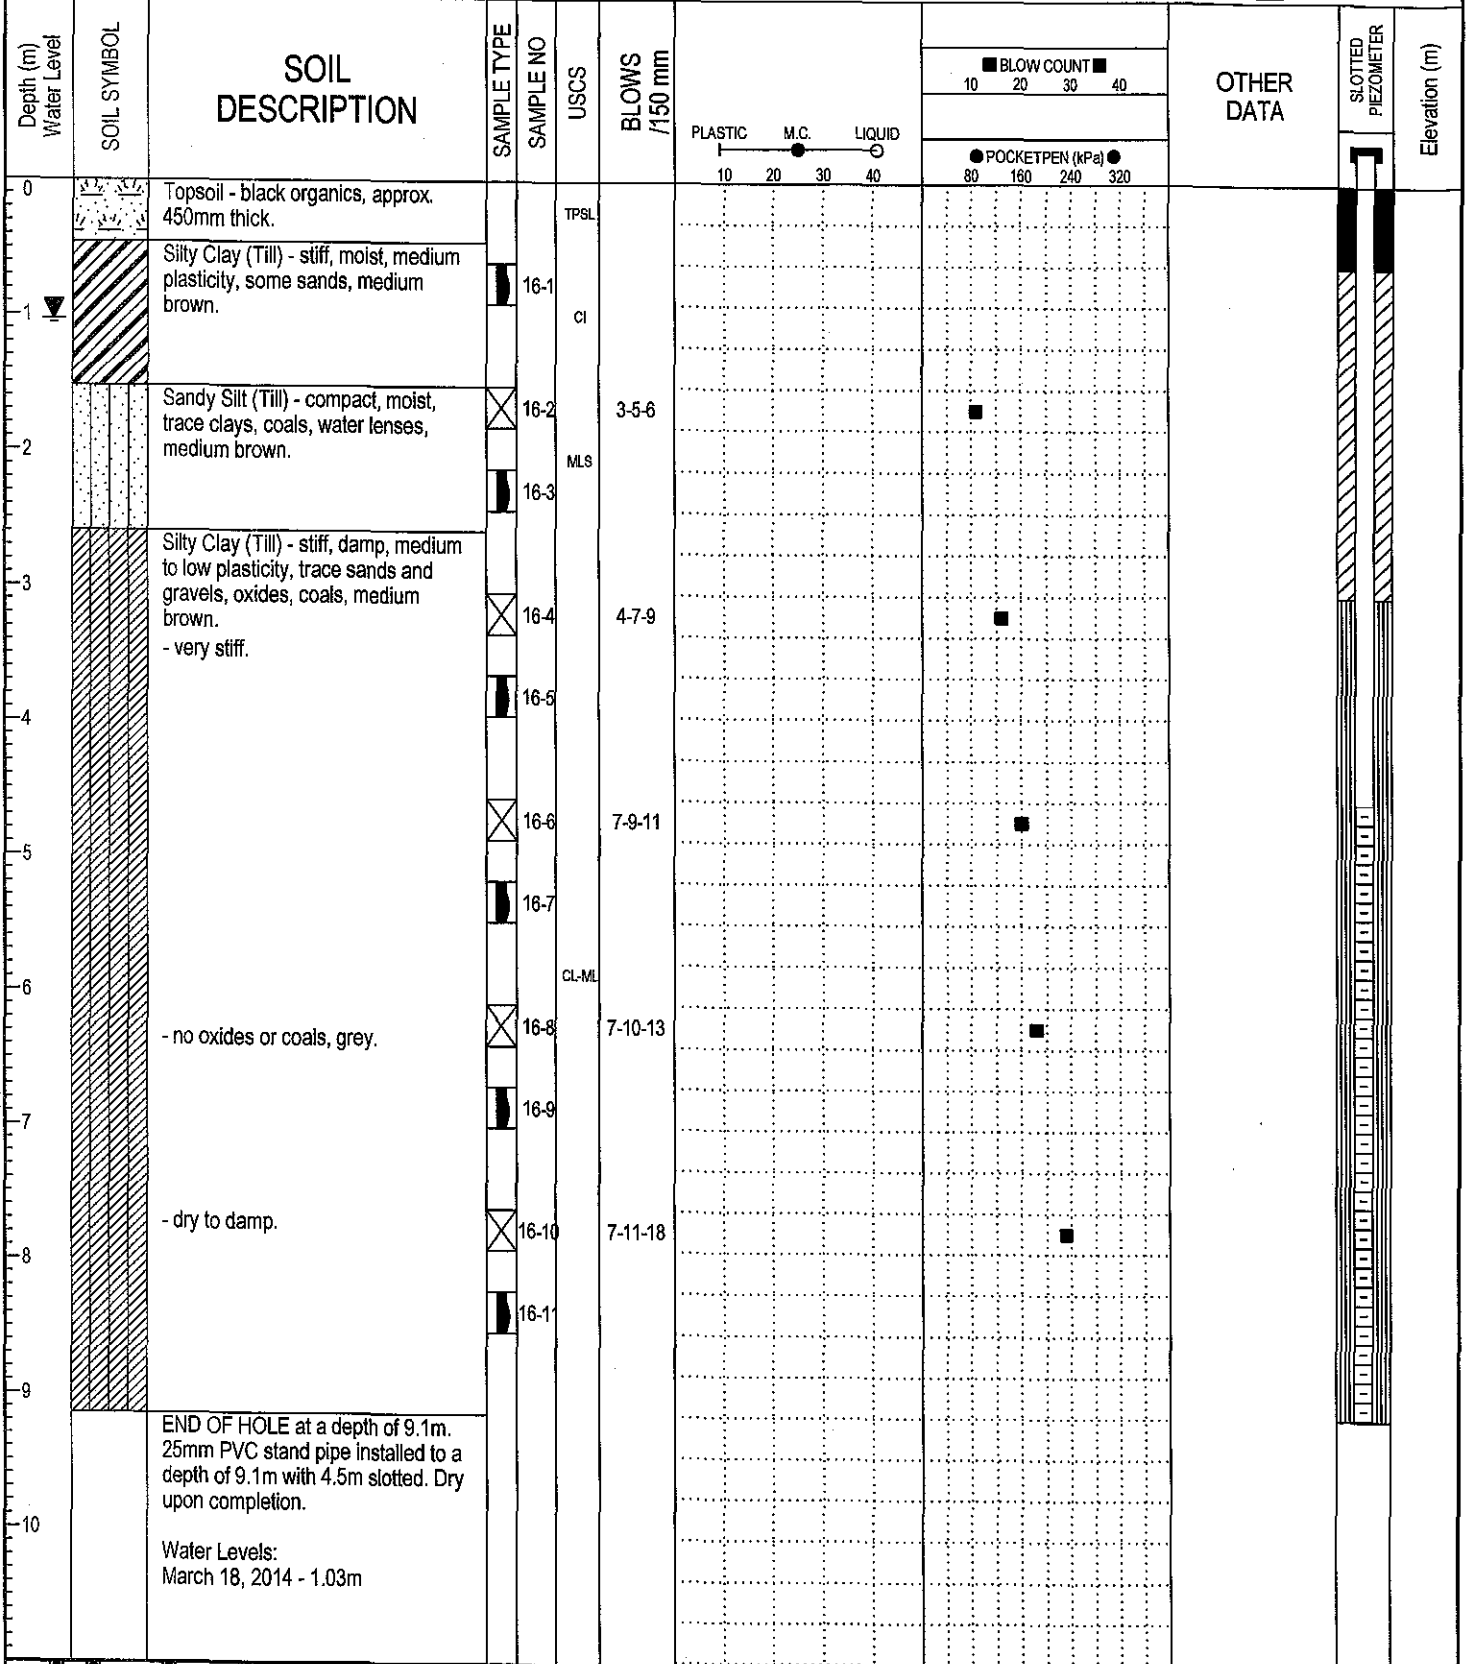 Depth (m)
Water Level
SOIL SYMBOL
SOIL
DESCRIPTION
SAMPLE TYPE
SAMPLE NO
USCS
BLOWS
/150 mm
PLASTIC M.C. LIQUID
10 20 30 40
BLOW COUNT
10 20 30 40
POCKETPEN (kPa)
80 160 240 320
OTHER
DATA
SLOTTED
PIEZOMETER
Elevation (m)
0
Topsoil - black organics, approx.
450mm thick.
TPSL
Silty Clay (Till) - stiff, moist, medium
plasticity, some sands, medium
brown.
16-1
1
CI
Sandy Silt (Till) - compact, moist,
trace clays, coals, water lenses,
medium brown.
16-2
3-5-6
2
MLS
16-3
Silty Clay (Till) - stiff, damp, medium
to low plasticity, trace sands and
gravels, oxides, coals, medium
brown.
3
16-4
4-7-9
- very stiff.
16-5
4
16-6
7-9-11
5
16-7
CL-ML
6
16-8
7-10-13
- no oxides or coals, grey.
16-9
7
- dry to damp.
16-10
7-11-18
8
16-11
9
END OF HOLE at a depth of 9.1m.
25mm PVC stand pipe installed to a
depth of 9.1m with 4.5m slotted. Dry
upon completion.
10
Water Levels:
March 18, 2014 - 1.03m